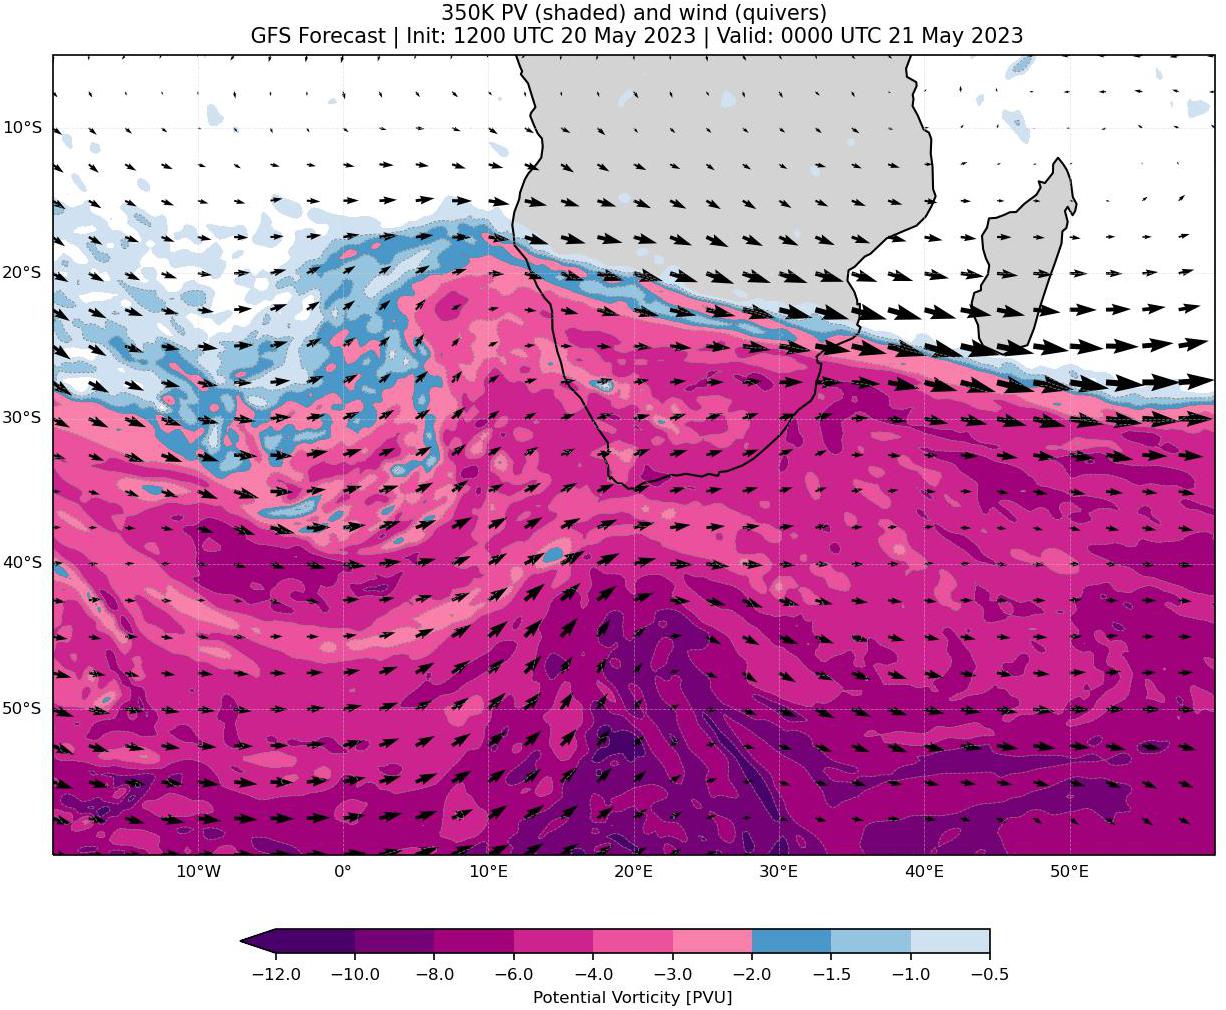 350K PV (shaded) and wind (quivers)
GFS Forecast | Init: 1200 UTC 20 May 2023 | Valid: 0000 UTC 21 May 2023
10°S
20°S
30°S
40°S
50°S
10°W 0° 10°E 20°E 30°E 40°E 50°E
−12.0 −10.0 −8.0 −6.0 −4.0 −3.0 −2.0 −1.5 −1.0 −0.5
Potential Vorticity [PVU]